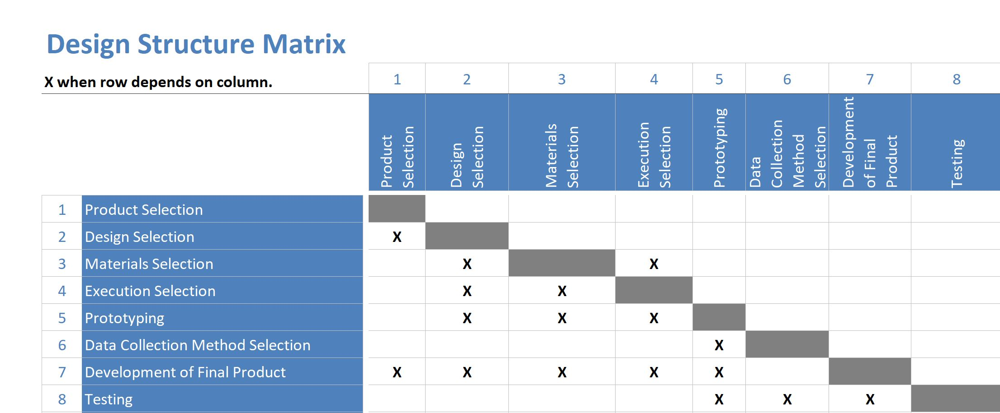 Design Structure Matrix
X when row depends on column.
1 2 3 4 5 6 7 8
Product
Selection
Design
Selection
Materials
Selection
Execution
Selection
Prototyping
Data
Collection
Method
Selection
Development
of Final
Product
Testing
1 Product Selection
2 Design Selection X
3 Materials Selection X X
4 Execution Selection X X
5 Prototyping X X X
6 Data Collection Method Selection X
7 Development of Final Product X X X X X
8 Testing X X X